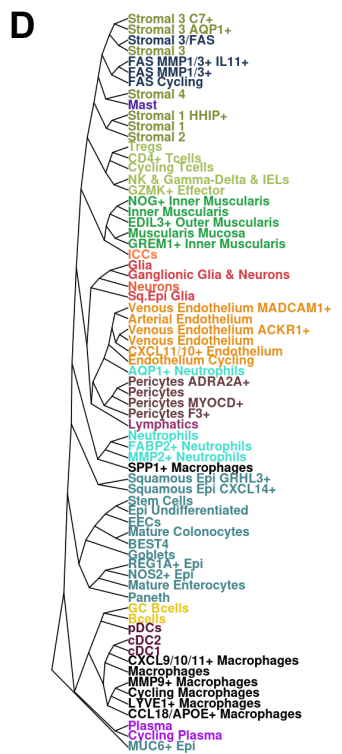 D
Stromal 3 C7+
Stromal 3 AQP1+
Stromal 3/FAS
Stromal 3
FAS MMP1/3+ IL11+
FAS MMP1/3+
FAS Cycling
Stromal 4
Mast
Stromal 1 HHIP+
Stromal 1
Stromal 2
Tregs
CD4+ Tcells
Cycling Tcells
NK & Gamma-Delta & IELs
GZMK+ Effector
NOG+ Inner Muscularis
Inner Muscularis
EDIL3+ Outer Muscularis
Muscularis Mucosa
GREM1+ Inner Muscularis
ICCs
Glia
Ganglionic Glia & Neurons
Neurons
Sq.Epi Glia
Venous Endothelium MADCAM1+
Arterial Endothelium
Venous Endothelium ACKR1+
Venous Endothelium
CXCL11/10+ Endothelium
Endothelium Cycling
AQP1+ Neutrophils
Pericytes ADRA2A+
Pericytes
Pericytes MYOCD+
Pericytes F3+
Lymphatics
Neutrophils
FABP2+ Neutrophils
MMP2+ Neutrophils
SPP1+ Macrophages
Squamous Epi GRHL3+
Squamous Epi CXCL14+
Stem Cells
Epi Undifferentiated
EECs
Mature Colonocytes
BEST4
Goblets
REG1A+ Epi
NOS2+ Epi
Mature Enterocytes
Paneth
GC Bcells
Bcells
pDCs
cDC2
cDC1
CXCL9/10/11+ Macrophages
Macrophages
MMP9+ Macrophages
Cycling Macrophages
LYVE1+ Macrophages
CCL18/APOE+ Macrophages
Plasma
Cycling Plasma
MUC6+ Epi